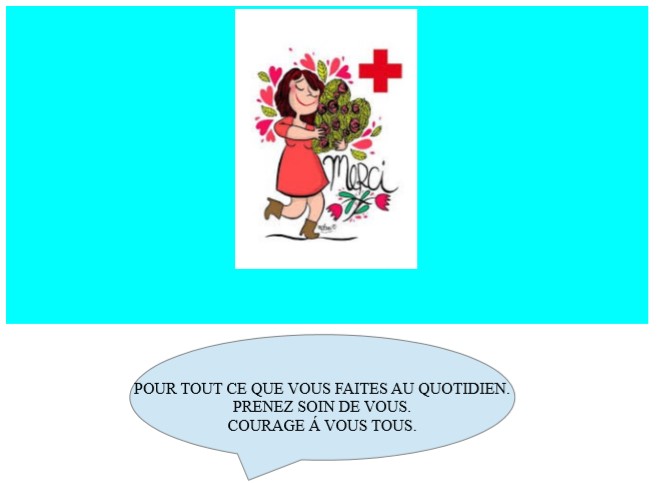 Merci
POUR TOUT CE QUE VOUS FAITES AU QUOTIDIEN.
PRENEZ SOIN DE VOUS.
COURAGE Á VOUS TOUS.